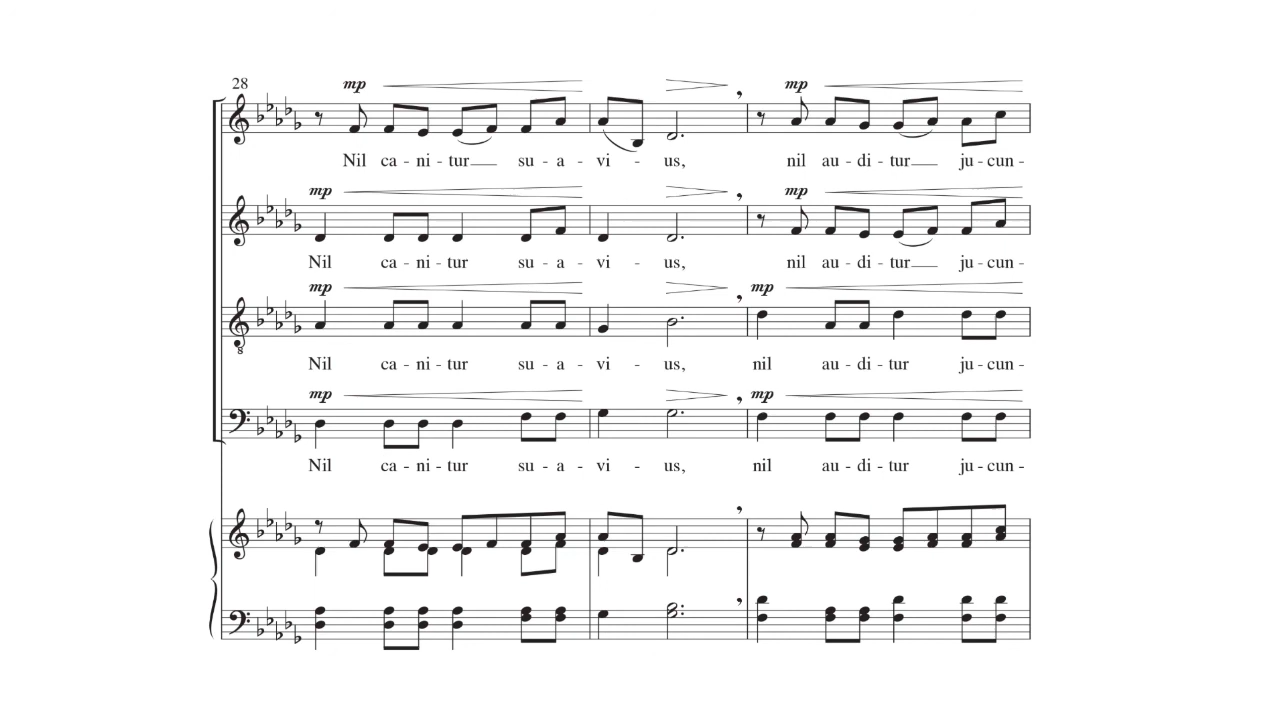 28
mp mp
Nil ca - ni - tur su - a - vi - us, nil au - di - tur ju - cun -
mp mp
Nil ca - ni - tur su - a - vi - us, nil au - di - tur ju - cun -
mp mp
Nil ca - ni - tur su - a - vi - us, nil au - di - tur ju - cun -
8
mp mp
Nil ca - ni - tur su - a - vi - us, nil au - di - tur ju - cun -